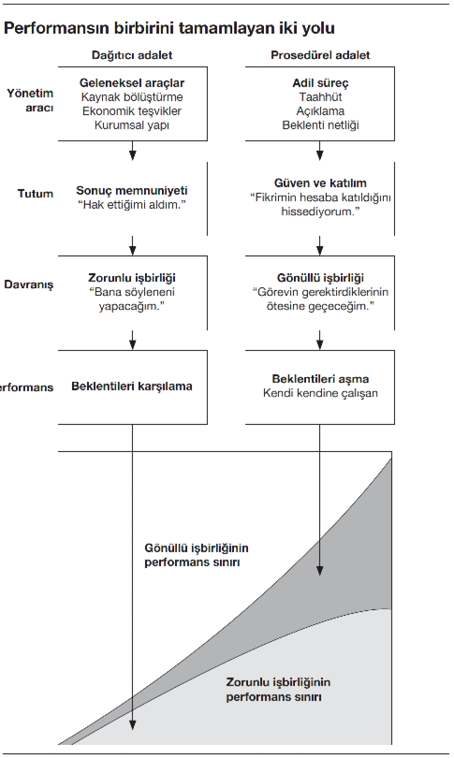 Performansın birbirini tamamlayan iki yolu
Dağıtıcı adalet
Prosedürel adalet
Yönetim
aracı
Geleneksel araçlar
Kaynak bölüştürme
Ekonomik teşvikler
Kurumsal yapı
Adil süreç
Taahhüt
Açıklama
Beklenti netliği
Tutum
Sonuç memnuniyeti
“Hak ettiğimi aldım.”
Güven ve katılım
“Fikrimin hesaba katıldığını
hissediyorum.”
Davranış
Zorunlu işbirliği
“Bana söyleneni
yapacağım.”
Gönüllü işbirliği
“Görevin gerektirdiklerinin
ötesine geçeceğim.”
erformans
Beklentileri karşılama
Beklentileri aşma
Kendi kendine çalışan
Gönüllü işbirliğinin
performans sınırı
Zorunlu işbirliğinin
performans sınırı